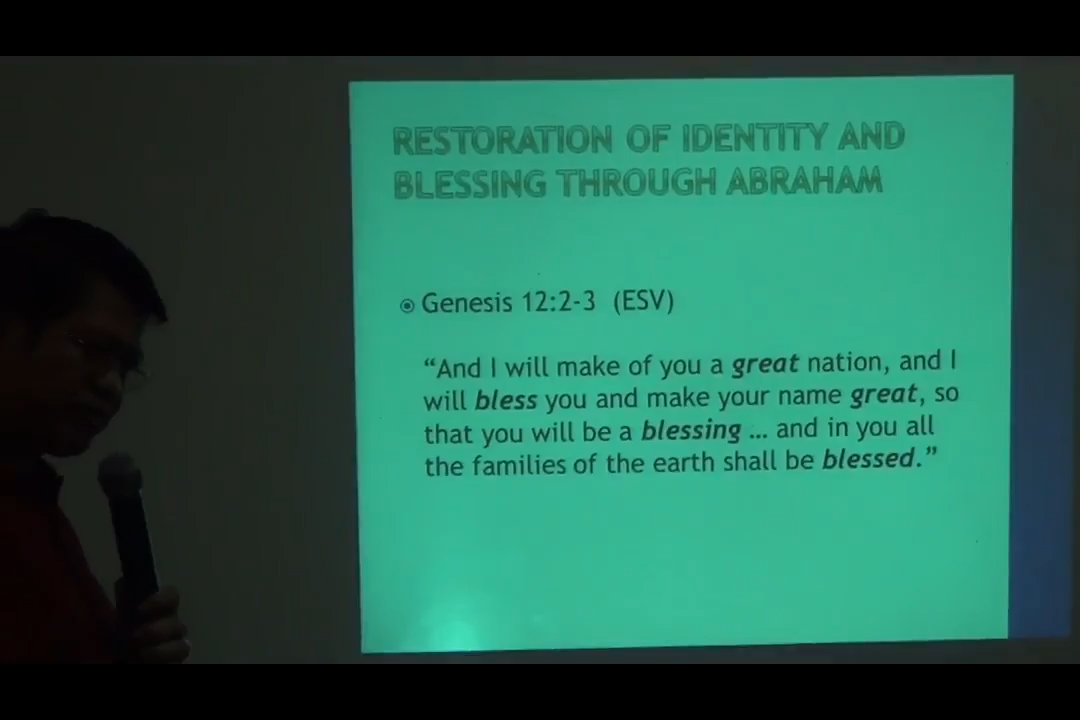 RESTORATION OF IDENTITY AND
BLESSING THROUGH ABRAHAM
Genesis 12:2-3 (ESV)
“And I will make of you a great nation, and I
will bless you and make your name great, so
that you will be a blessing … and in you all
the families of the earth shall be blessed.”